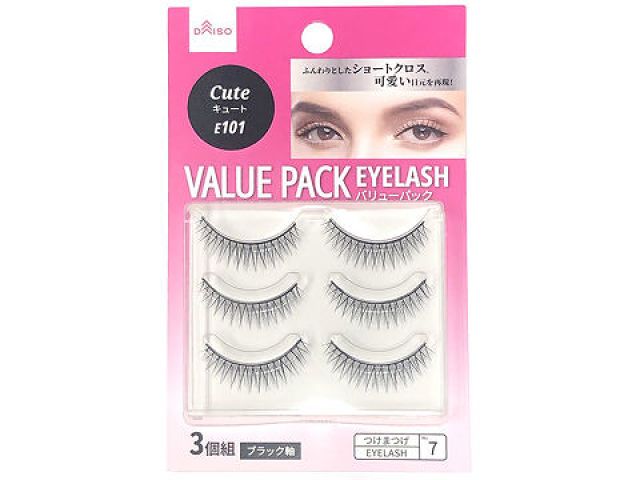 DAISO
Cute
キュート
E101
ふんわりとしたショートクロス、
可愛い目元を再現!
VALUE PACK EYELASH
バリューパック
3個組
ブラック軸
つけまつげ
EYELASH
No.
7